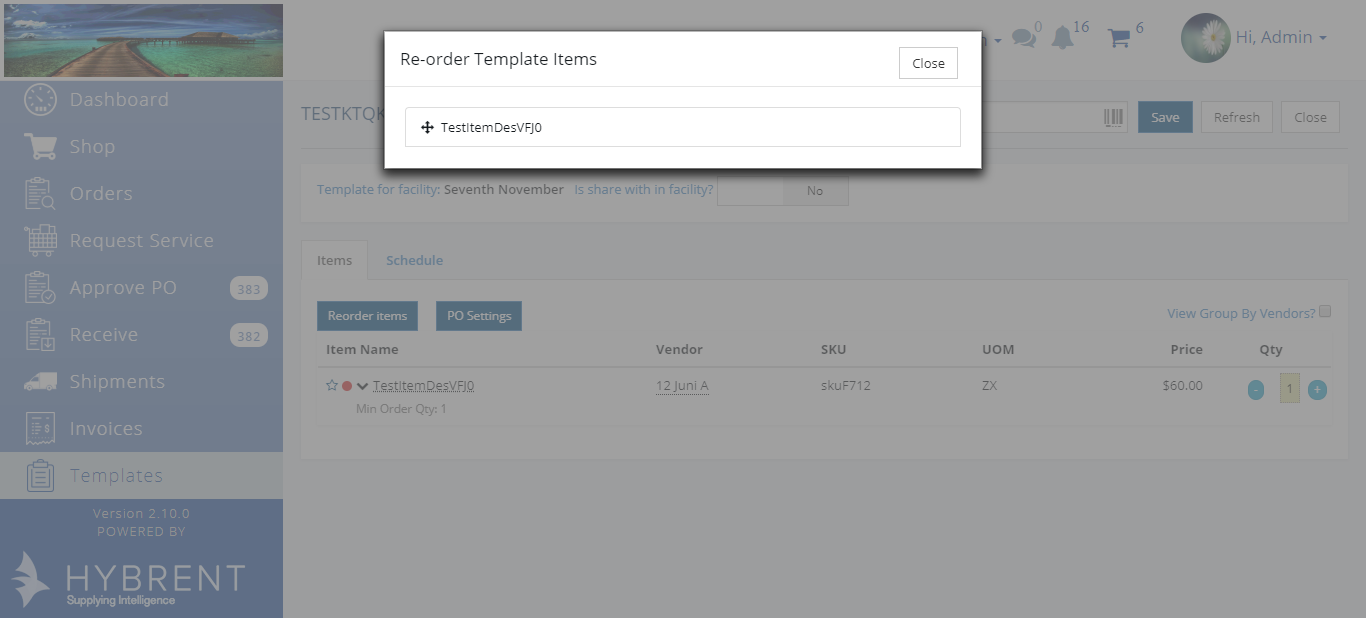 0
16
6
Hi, Admin
Re-order Template Items
Close
TestItemDesVFJ0
Dashboard
Shop
Orders
Request Service
Approve PO 383
Receive 382
Shipments
Invoices
Templates
Version 2.10.0
POWERED BY
HYBRENT
Supplying Intelligence
Save Refresh Close
Template for facility: Seventh November Is share with in facility? No
Items Schedule
Reorder items PO Settings View Group By Vendors?
Item Name Vendor SKU UOM Price Qty
TestItemDesVFJ0 12 Juni A skuF712 ZX $60.00 - 1 +
Min Order Qty: 1